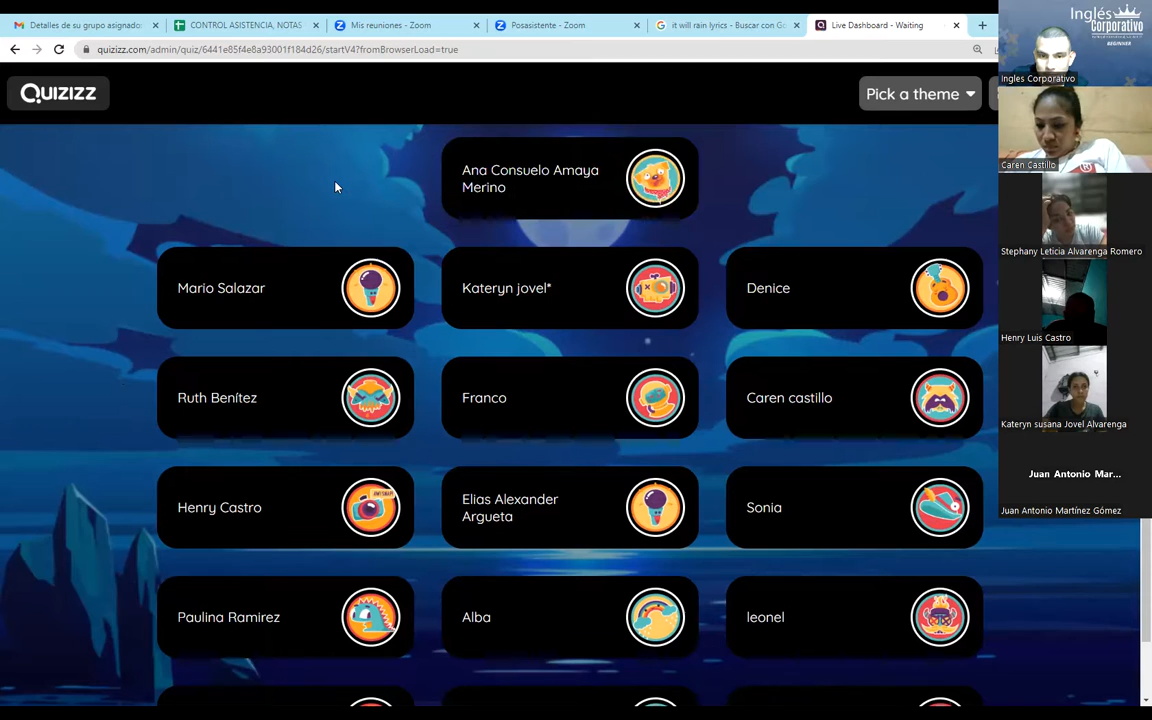 Detalles de su grupo asignado
CONTROL ASISTENCIA, NOTAS
Mis reuniones - Zoom
Posasistente - Zoom
it will rain lyrics - Buscar con Go
Live Dashboard - Waiting
quizizz.com/admin/quiz/6441e85f4e8a93001f184d26/startV4?fromBrowserLoad=true
Quizizz
Pick a theme
Ana Consuelo Amaya
Merino
Mario Salazar
Kateryn jovel*
Denice
Ruth Benítez
Franco
Caren castillo
Henry Castro
Elias Alexander
Argueta
Sonia
Paulina Ramirez
Alba
leonel
Inglés
Corporativo
BEGINNER
Ingles Corporativo
Caren Castillo
Stephany Leticia Alvarenga Romero
Henry Luis Castro
Kateryn susana Jovel Alvarenga
Juan Antonio Mar...
Juan Antonio Martínez Gómez